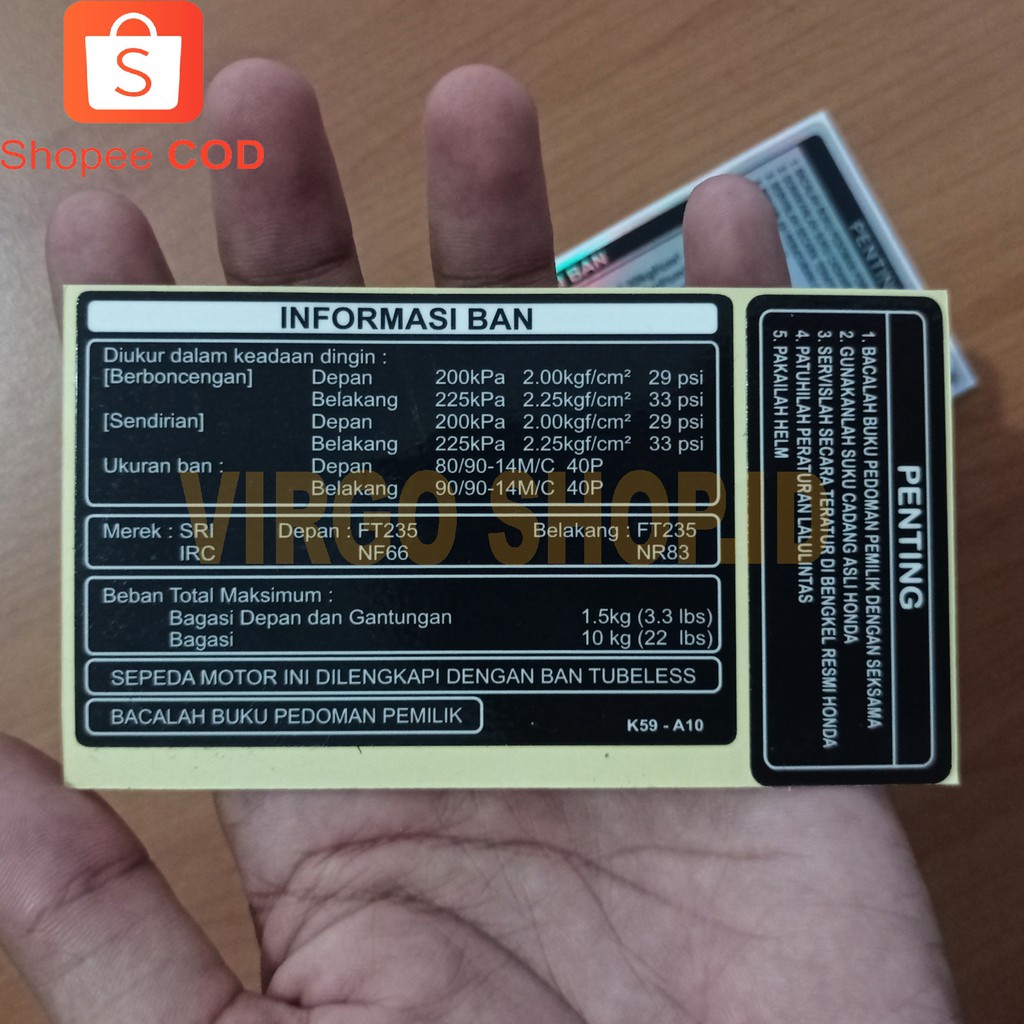 S
Shopee COD
INFORMASI BAN
Diukur dalam keadaan dingin :
[Berboncengan] Depan 200kPa 2.00kgf/cm² 29 psi
Belakang 225kPa 2.25kgf/cm² 33 psi
[Sendirian] Depan 200kPa 2.00kgf/cm² 29 psi
Belakang 225kPa 2.25kgf/cm² 33 psi
Ukuran ban : Depan 80/90-14M/C 40P
Belakang 90/90-14M/C 40P
VIRGO SHOP.ID
Merek : SRI Depan : FT235 Belakang : FT235
IRC NF66 NR83
Beban Total Maksimum :
Bagasi Depan dan Gantungan 1.5kg (3.3 lbs)
Bagasi 10 kg (22 lbs)
SEPEDA MOTOR INI DILENGKAPI DENGAN BAN TUBELESS
BACALAH BUKU PEDOMAN PEMILIK
K59 - A10
PENTING
1. BACALAH BUKU PEDOMAN PEMILIK DENGAN SEKSAMA
2. GUNAKANLAH SUKU CADANG ASLI HONDA
3. SERVISLAH SECARA TERATUR DI BENGKEL RESMI HONDA
4. PATUHILAH PERATURAN LALULINTAS
5. PAKAILAH HELM
BAN